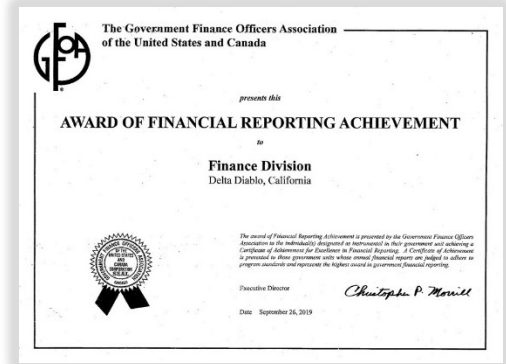 GFOA
The Government Finance Officers Association
of the United States and Canada
presents this
AWARD OF FINANCIAL REPORTING ACHIEVEMENT
to
Finance Division
Delta Diablo, California
The award of Financial Reporting Achievement is presented by the Government Finance Officers
Association to the individual(s) designated as instrumental in their government unit achieving a
Certificate of Achievement for Excellence in Financial Reporting. A Certificate of Achievement
is presented to those government units whose annual financial reports are judged to adhere to
program standards and represents the highest award in government financial reporting.
Executive Director
Christopher P. Morrill
Date September 26, 2019